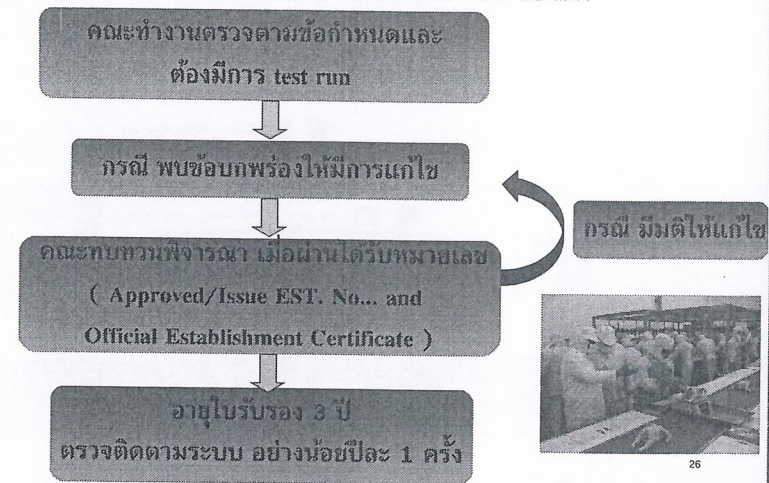 คณะทำงานตรวจตามข้อกำหนดและ
ต้องมีการ test run
กรณี พบข้อบกพร่องให้มีการแก้ไข
กรณี มีมติให้แก้ไข
คณะทบทวนพิจารณา เมื่อผ่านได้รับหมายเลข
( Approved/Issue EST. No... and
Official Establishment Certificate )
อายุใบรับรอง 3 ปี
ตรวจติดตามระบบ อย่างน้อยปีละ 1 ครั้ง
26